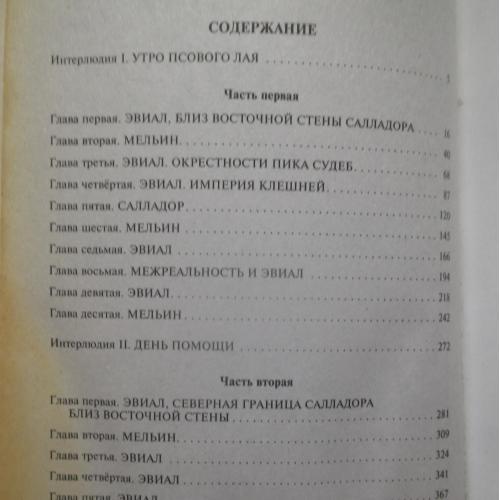 СОДЕРЖАНИЕ
Интерлюдия I. УТРО ПСОВОГО ЛАЯ . . . . . . . . . . . . . . . . . . . . 5
Часть первая
Глава первая. ЭВИАЛ, БЛИЗ ВОСТОЧНОЙ СТЕНЫ САЛЛАДОРА . . . . 16
Глава вторая. МЕЛЬИН. . . . . . . . . . . . . . . . . . . . . . . . . . . . 40
Глава третья. ЭВИАЛ. ОКРЕСТНОСТИ ПИКА СУДЕБ. . . . . . . . . . 68
Глава четвёртая. ЭВИАЛ. ИМПЕРИЯ КЛЕШНЕЙ. . . . . . . . . . . . . 87
Глава пятая. САЛЛАДОР. . . . . . . . . . . . . . . . . . . . . . . . . . . 120
Глава шестая. МЕЛЬИН . . . . . . . . . . . . . . . . . . . . . . . . . . . 145
Глава седьмая. ЭВИАЛ . . . . . . . . . . . . . . . . . . . . . . . . . . . 166
Глава восьмая. МЕЖРЕАЛЬНОСТЬ И ЭВИАЛ . . . . . . . . . . . . . . . 194
Глава девятая. ЭВИАЛ. . . . . . . . . . . . . . . . . . . . . . . . . . . . 218
Глава десятая. МЕЛЬИН . . . . . . . . . . . . . . . . . . . . . . . . . . 242
Интерлюдия II. ДЕНЬ ПОМОЩИ . . . . . . . . . . . . . . . . . . . . . . 272
Часть вторая
Глава первая. ЭВИАЛ, СЕВЕРНАЯ ГРАНИЦА САЛЛАДОРА
БЛИЗ ВОСТОЧНОЙ СТЕНЫ . . . . . . . . . . . . . . . . . . . . . . . 281
Глава вторая. МЕЛЬИН. . . . . . . . . . . . . . . . . . . . . . . . . . . . 309
Глава третья. ЭВИАЛ . . . . . . . . . . . . . . . . . . . . . . . . . . . . 324
Глава четвёртая. ЭВИАЛ . . . . . . . . . . . . . . . . . . . . . . . . . . 341
Глава пятая. ЭВИАЛ . . . . . . . . . . . . . . . . . . . . . . . . . . . . 367